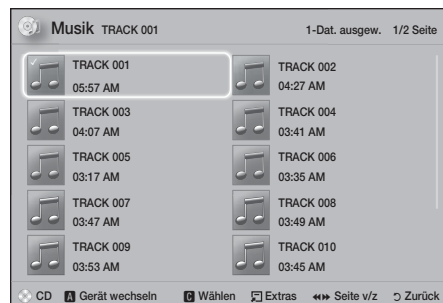 Musik TRACK 001 1-Dat. ausgew. 1/2 Seite
TRACK 001 TRACK 002
05:57 AM 04:27 AM
TRACK 003 TRACK 004
04:07 AM 03:41 AM
TRACK 005 TRACK 006
03:17 AM 03:35 AM
TRACK 007 TRACK 008
03:47 AM 03:49 AM
TRACK 009 TRACK 010
03:53 AM 03:45 AM
CD A Gerät wechseln C Wählen Extras Seite v/z Zurück